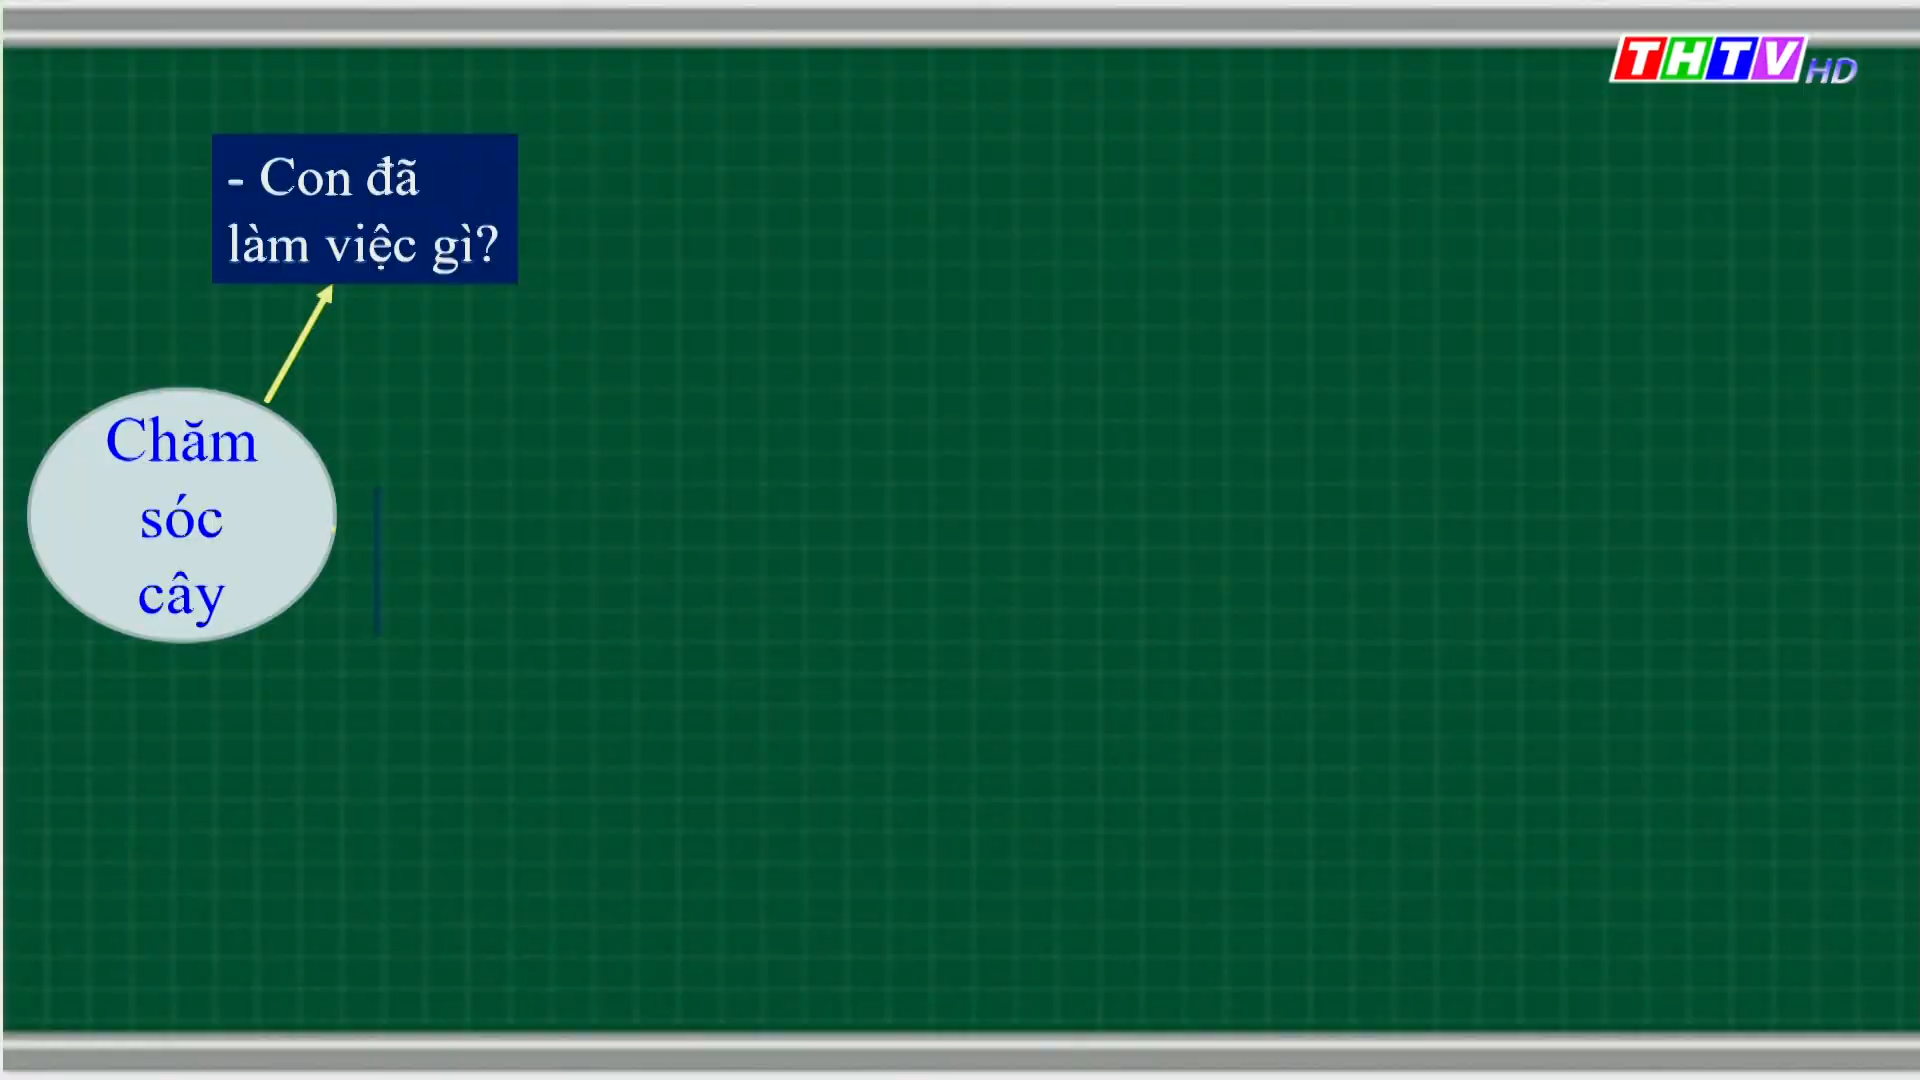 THTV HD
- Con đã
làm việc gì?
Chăm
sóc
cây